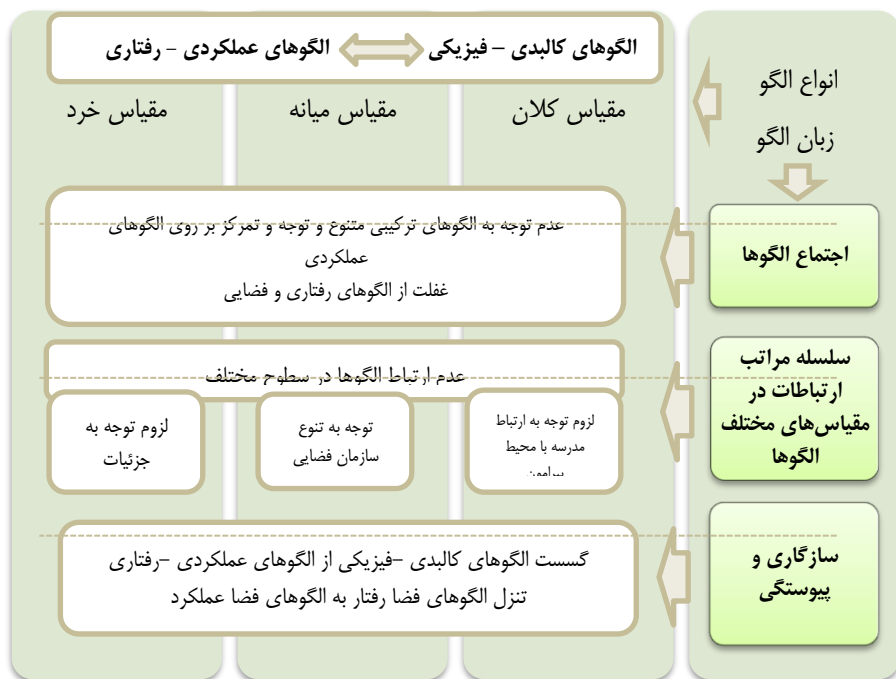 انواع الگو
زبان الگو
الگوهای کالبدی – فیزیکی
الگوهای عملکردی – رفتاری
مقیاس کلان
مقیاس میانه
مقیاس خرد
اجتماع الگوها
عدم توجه به الگوهای ترکیبی متنوع و توجه و تمرکز بر روی الگوهای
عملکردی
غفلت از الگوهای رفتاری و فضایی
سلسله مراتب
ارتباطات در
مقیاس‌های مختلف
الگوها
عدم ارتباط الگوها در سطوح مختلف
لزوم توجه به ارتباط
مدرسه با محیط
پیرامون
توجه به تنوع
سازمان فضایی
لزوم توجه به
جزئیات
سازگاری و
پیوستگی
گسست الگوهای کالبدی –فیزیکی از الگوهای عملکردی –رفتاری
تنزل الگوهای فضا رفتار به الگوهای فضا عملکرد